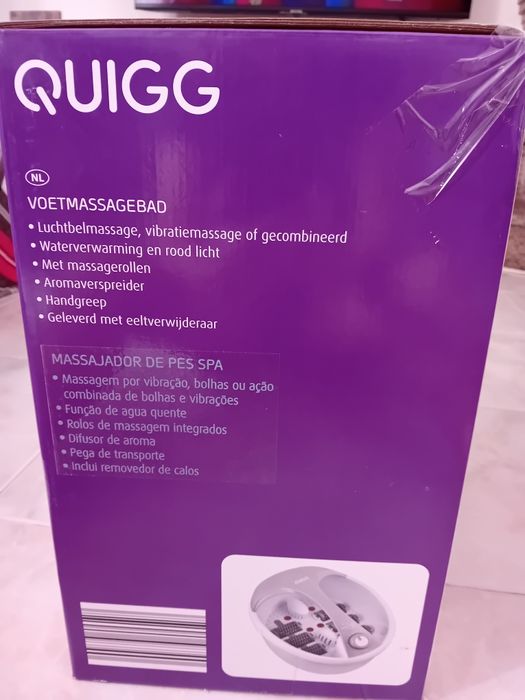 QUIGG
NL
VOETMASSAGEBAD
• Luchtbelmassage, vibratiemassage of gecombineerd
• Waterverwarming en rood licht
• Met massagerollen
• Aromaverspreider
• Handgreep
• Geleverd met eeltverwijderaar
MASSAJADOR DE PÉS SPA
• Massagem por vibração, bolhas ou ação
combinada de bolhas e vibrações
• Função de agua quente
• Rolos de massagem integrados
• Difusor de aroma
• Pega de transporte
• Inclui removedor de calos